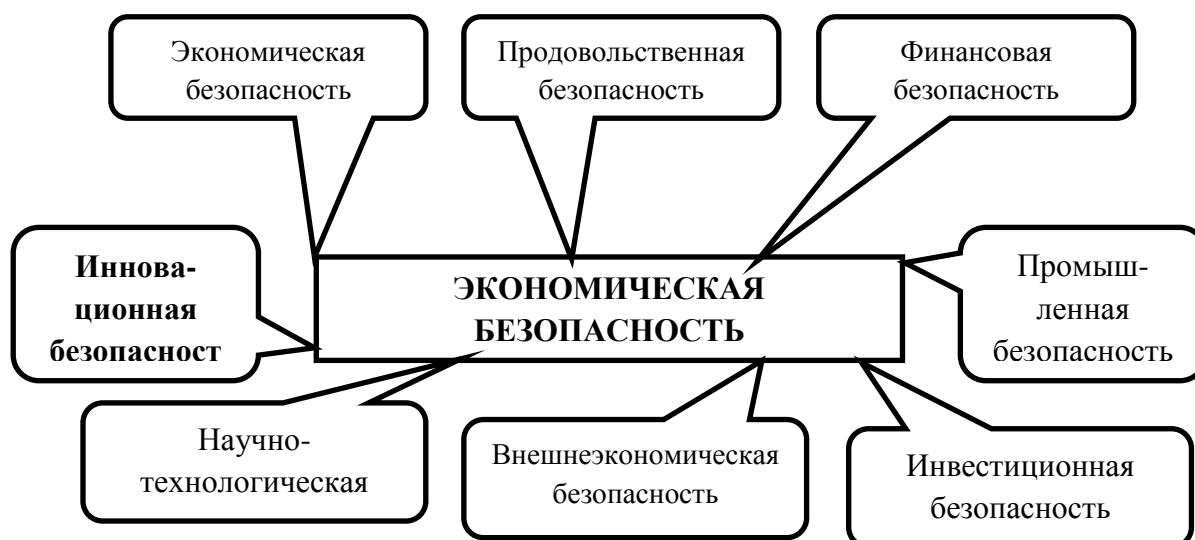 Экономическая
безопасность
Продовольственная
безопасность
Финансовая
безопасность
Иннова-
ционная
безопасност
ЭКОНОМИЧЕСКАЯ
БЕЗОПАСНОСТЬ
Промыш-
ленная
безопасность
Научно-
технологическая
Внешнеэкономическая
безопасность
Инвестиционная
безопасность